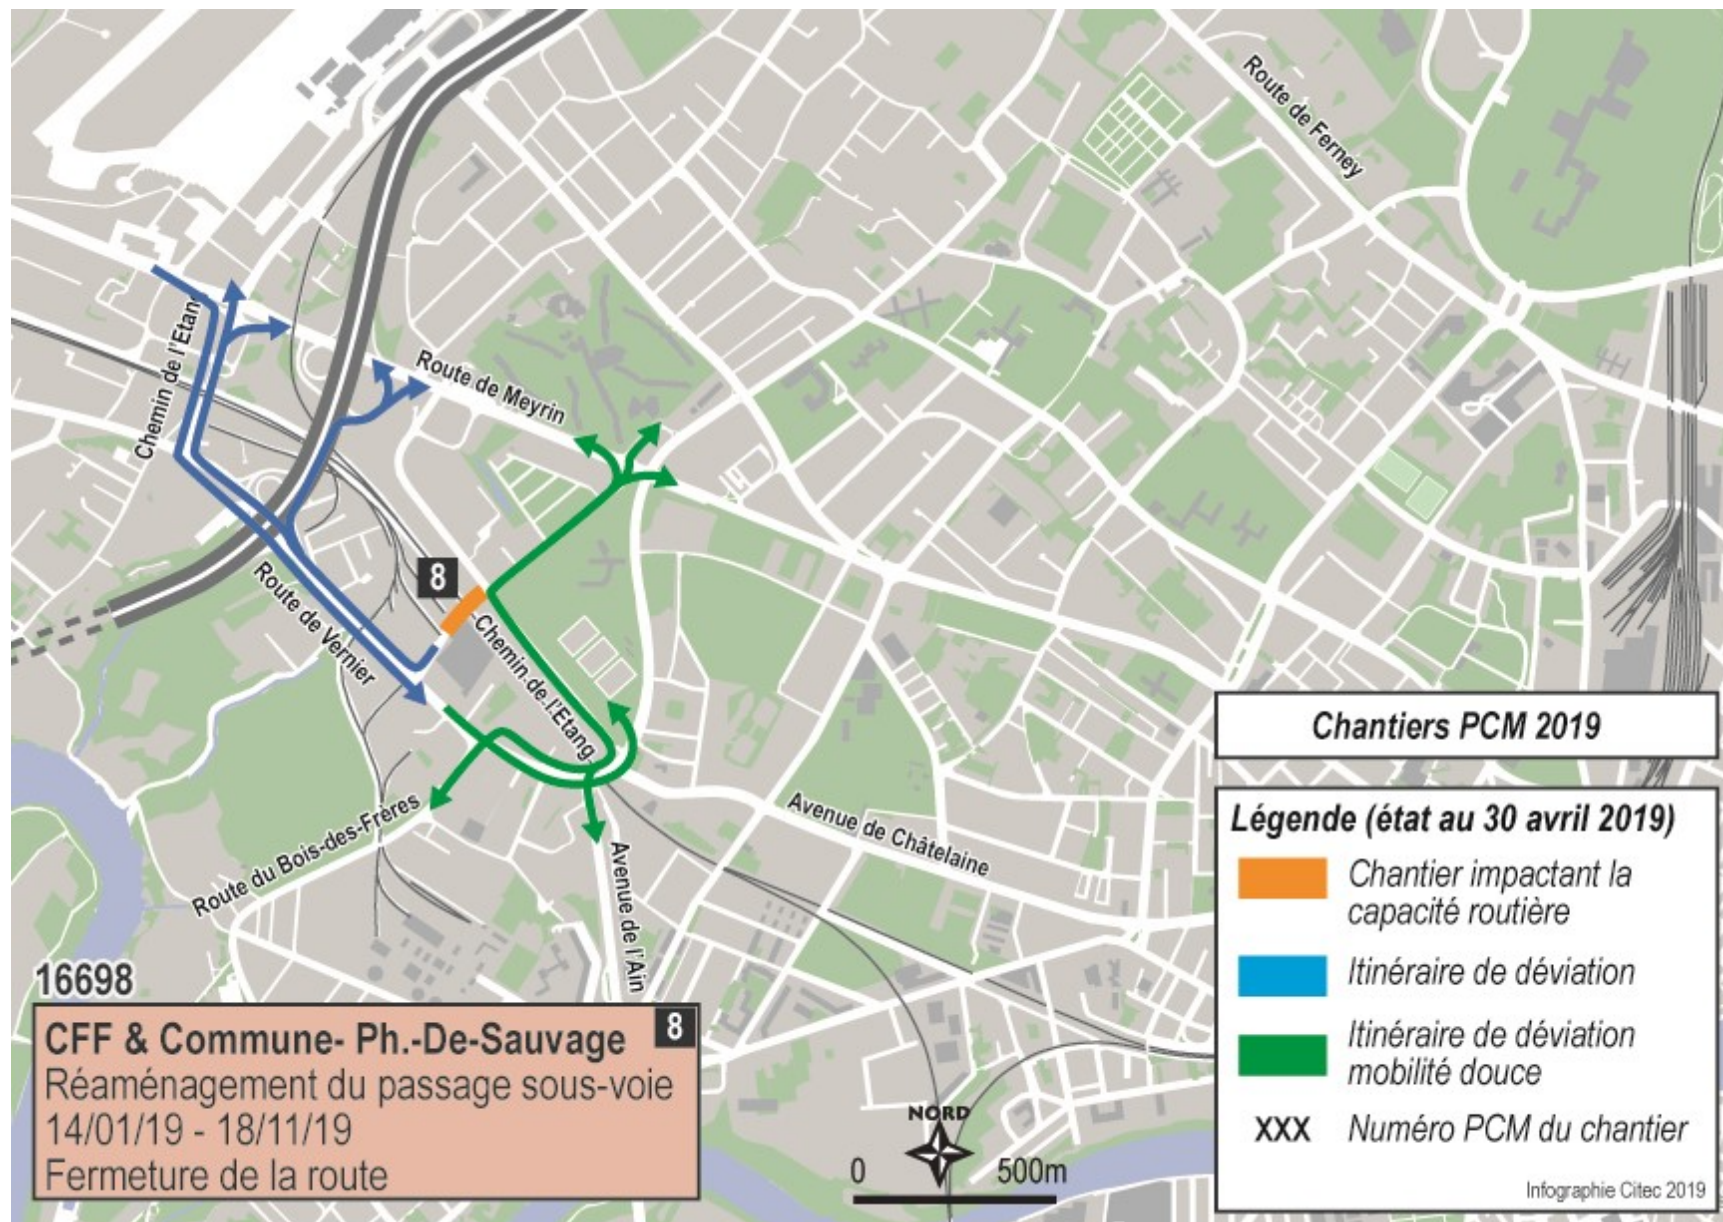 Route de Ferney
Chemin de l'Etang
Route de Meyrin
8
Chemin de l'Etang
Route de Vernier
Chantiers PCM 2019
Avenue de Châtelaine
Route du Bois-des-Frères
Avenue de l'Ain
Légende (état au 30 avril 2019)
Chantier impactant la
capacité routière
Itinéraire de déviation
Itinéraire de déviation
mobilité douce
XXX Numéro PCM du chantier
Infographie Citec 2019
16698
CFF & Commune- Ph.-De-Sauvage 8
Réaménagement du passage sous-voie
14/01/19 - 18/11/19
Fermeture de la route
NORD
0 500m